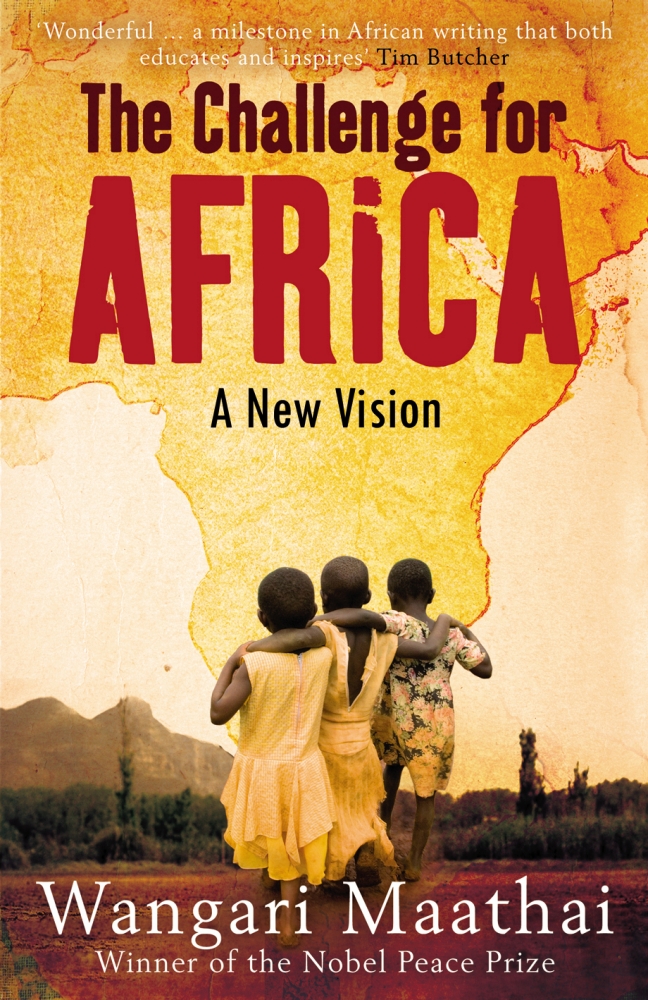 ‘Wonderful ... a milestone in African writing that both
educates and inspires’ Tim Butcher
The Challenge for
AFRiCA
A New Vision
Wangari Maathai
Winner of the Nobel Peace Prize